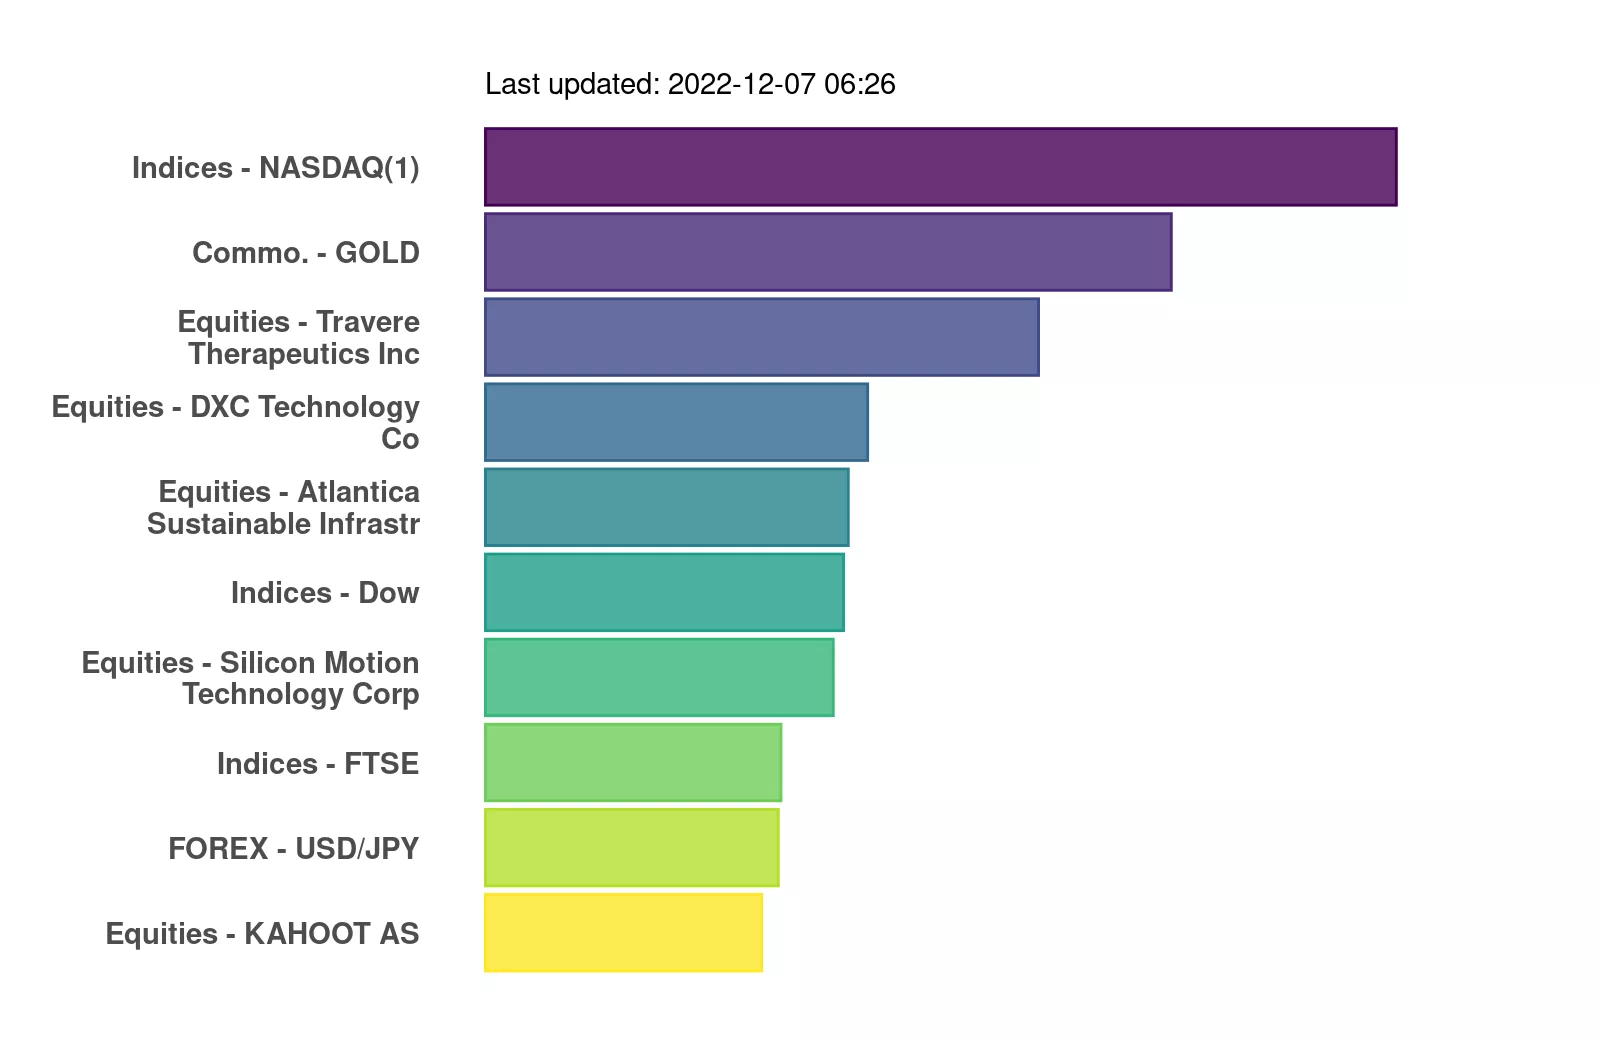 Last updated: 2022-12-07 06:26
Indices - NASDAQ(1)
Commo. - GOLD
Equities - Travere
Therapeutics Inc
Equities - DXC Technology
Co
Equities - Atlantica
Sustainable Infrastr
Indices - Dow
Equities - Silicon Motion
Technology Corp
Indices - FTSE
FOREX - USD/JPY
Equities - KAHOOT AS